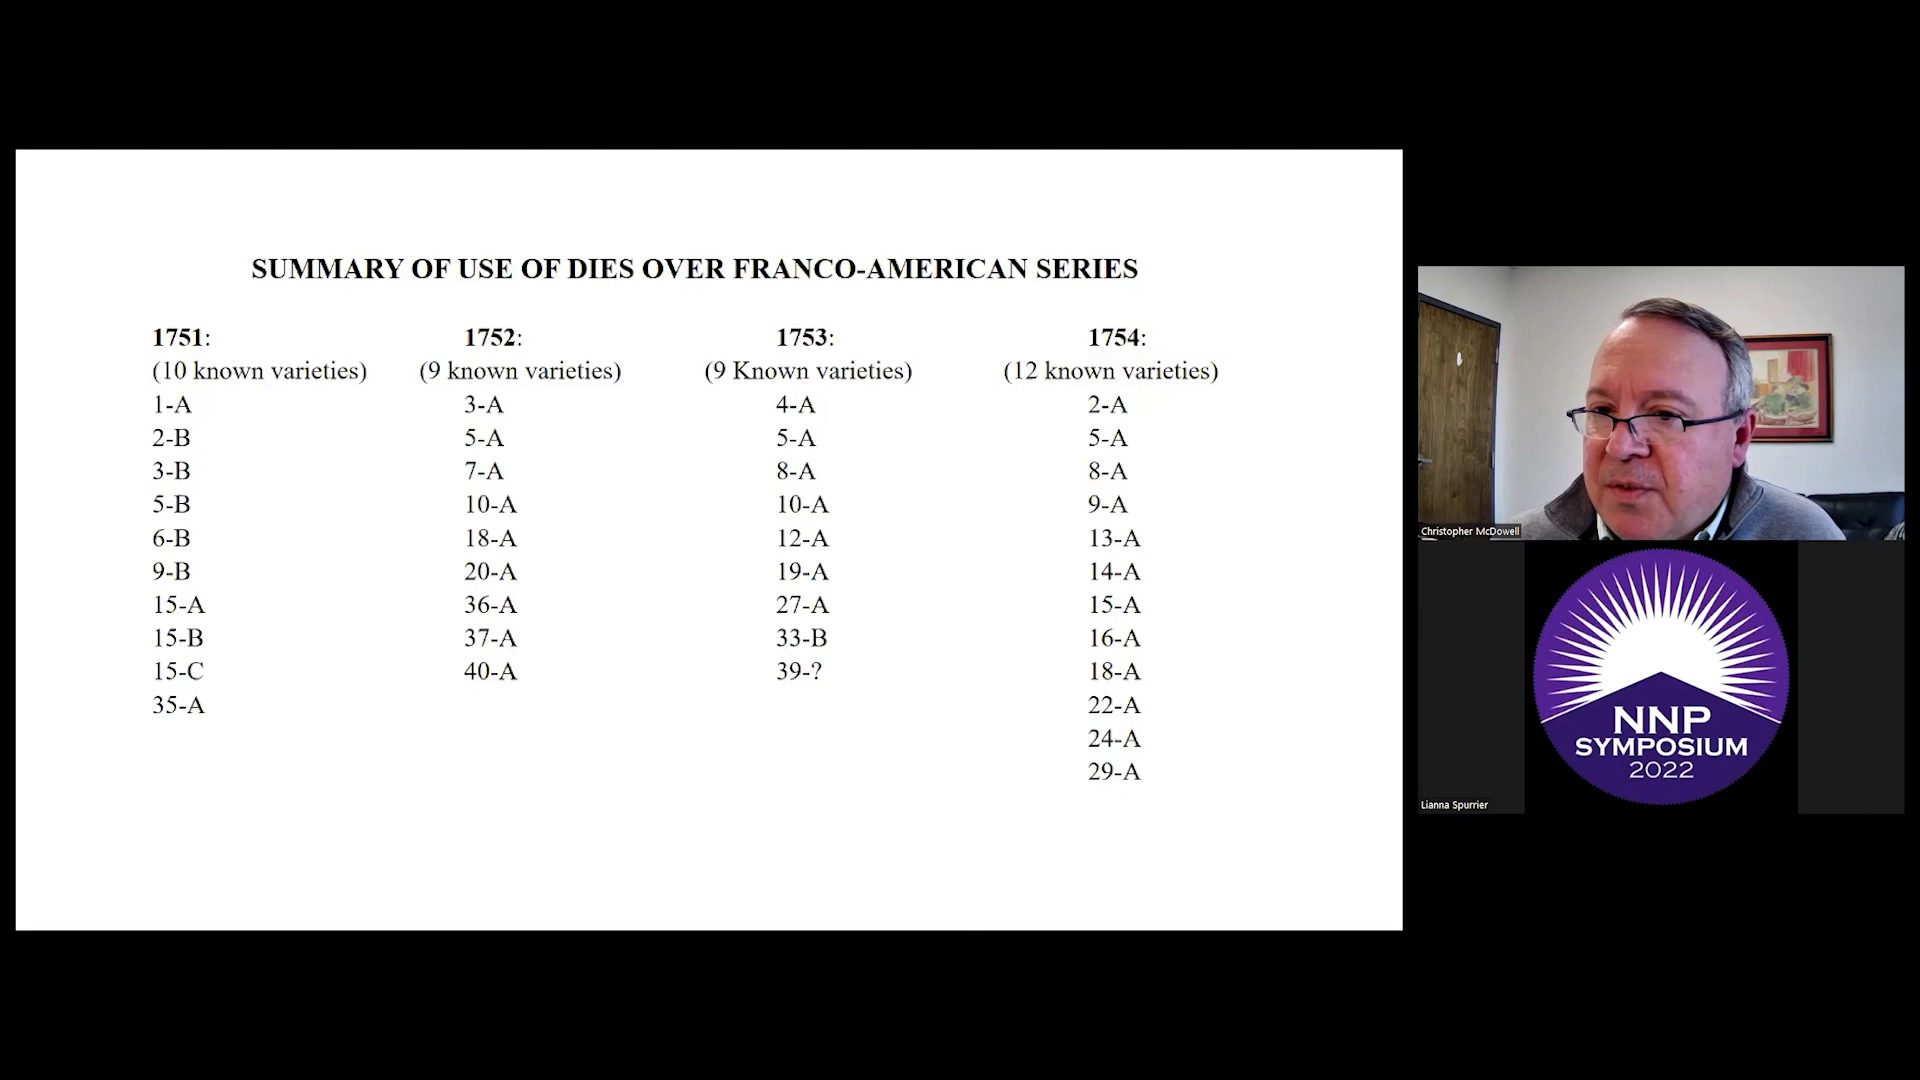 SUMMARY OF USE OF DIES OVER FRANCO-AMERICAN SERIES
1751:
(10 known varieties)
1-A
2-B
3-B
5-B
6-B
9-B
15-A
15-B
15-C
35-A
1752:
(9 known varieties)
3-A
5-A
7-A
10-A
18-A
20-A
36-A
37-A
40-A
1753:
(9 Known varieties)
4-A
5-A
8-A
10-A
12-A
19-A
27-A
33-B
39-?
1754:
(12 known varieties)
2-A
5-A
8-A
9-A
13-A
14-A
15-A
16-A
18-A
22-A
24-A
29-A
Christopher McDowell
NNP
SYMPOSIUM
2022
Lianna Spurrier